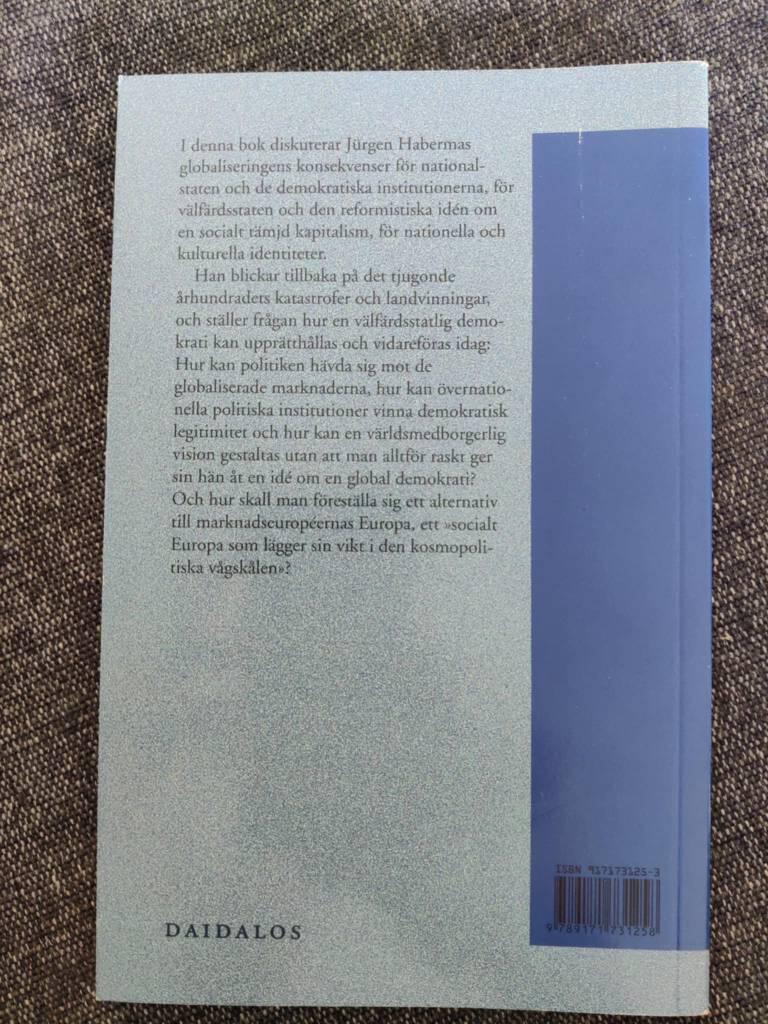 I denna bok diskuterar Jürgen Habermas
globaliseringens konsekvenser för national-
staten och de demokratiska institutionerna, för
välfärdsstaten och den reformistiska idén om
en socialt tämjd kapitalism, för nationella och
kulturella identiteter.
Han blickar tillbaka på det tjugonde
århundradets katastrofer och landvinningar,
och ställer frågan hur en välfärdsstatlig demo-
krati kan upprätthållas och vidareföras idag:
Hur kan politiken hävda sig mot de
globaliserade marknaderna, hur kan övernatio-
nella politiska institutioner vinna demokratisk
legitimitet och hur kan en världsmedborgerlig
vision gestaltas utan att man alltför raskt ger
sin hän åt en idé om en global demokrati?
Och hur skall man föreställa sig ett alternativ
till marknadseuropéernas Europa, ett »socialt
Europa som lägger sin vikt i den kosmopoli-
tiska vågskålen»?
DAIDALOS
ISBN 917173125-3
9 789171 731258